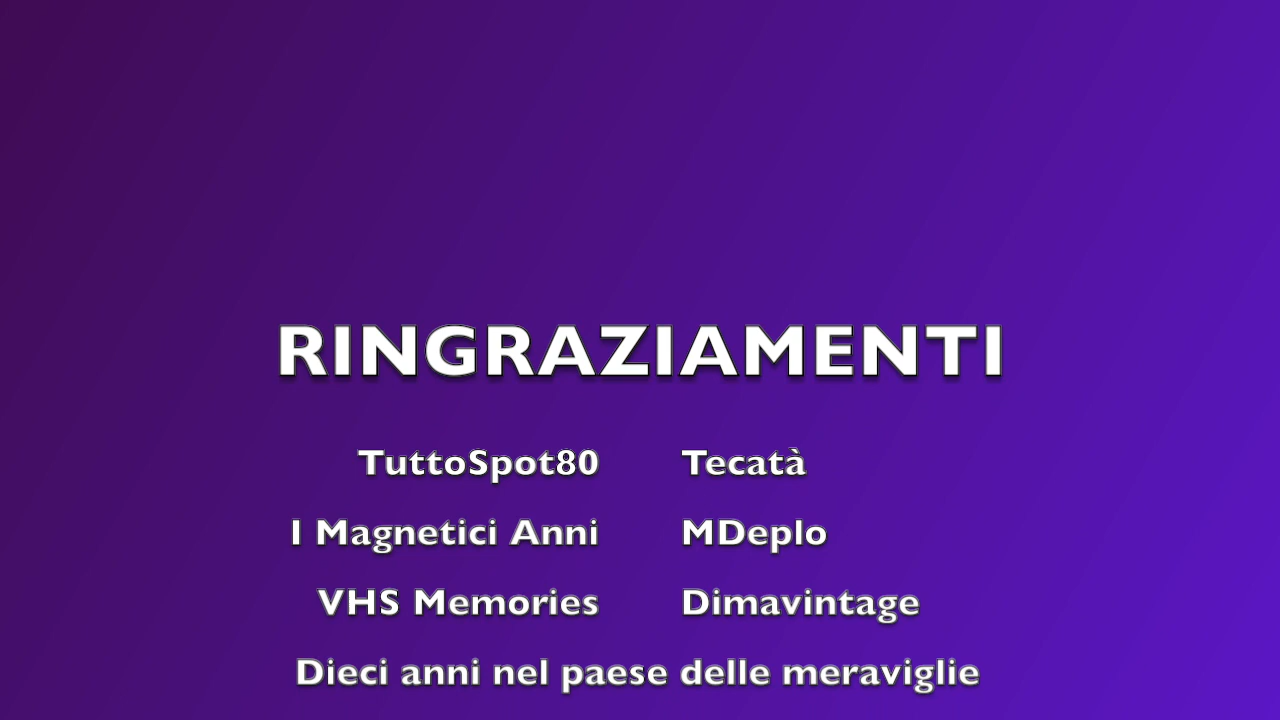 RINGRAZIAMENTI
TuttoSpot80 Tecatà
I Magnetici Anni MDeplo
VHS Memories Dimavintage
Dieci anni nel paese delle meraviglie